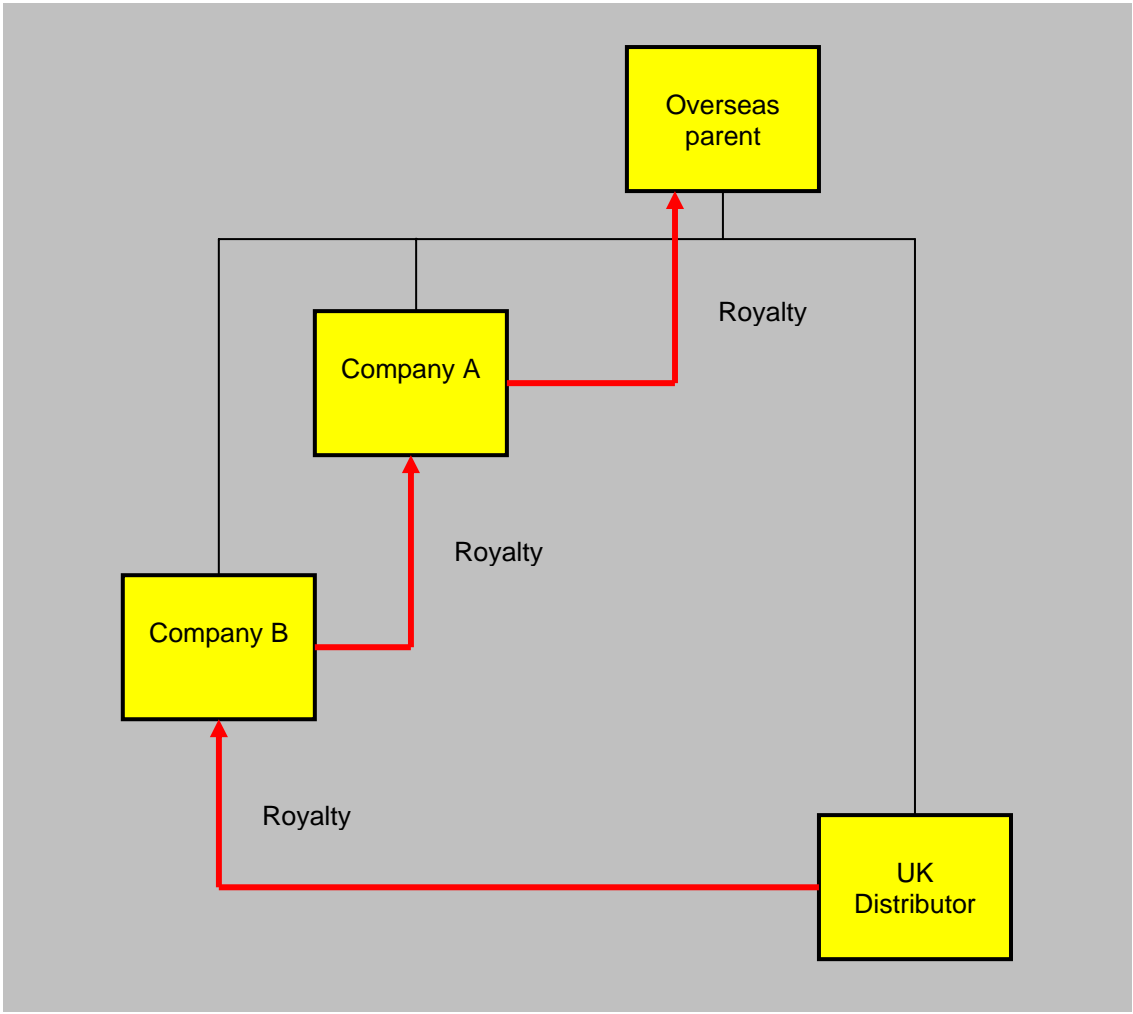 Overseas
parent
Royalty
Company A
Royalty
Company B
Royalty
UK
Distributor